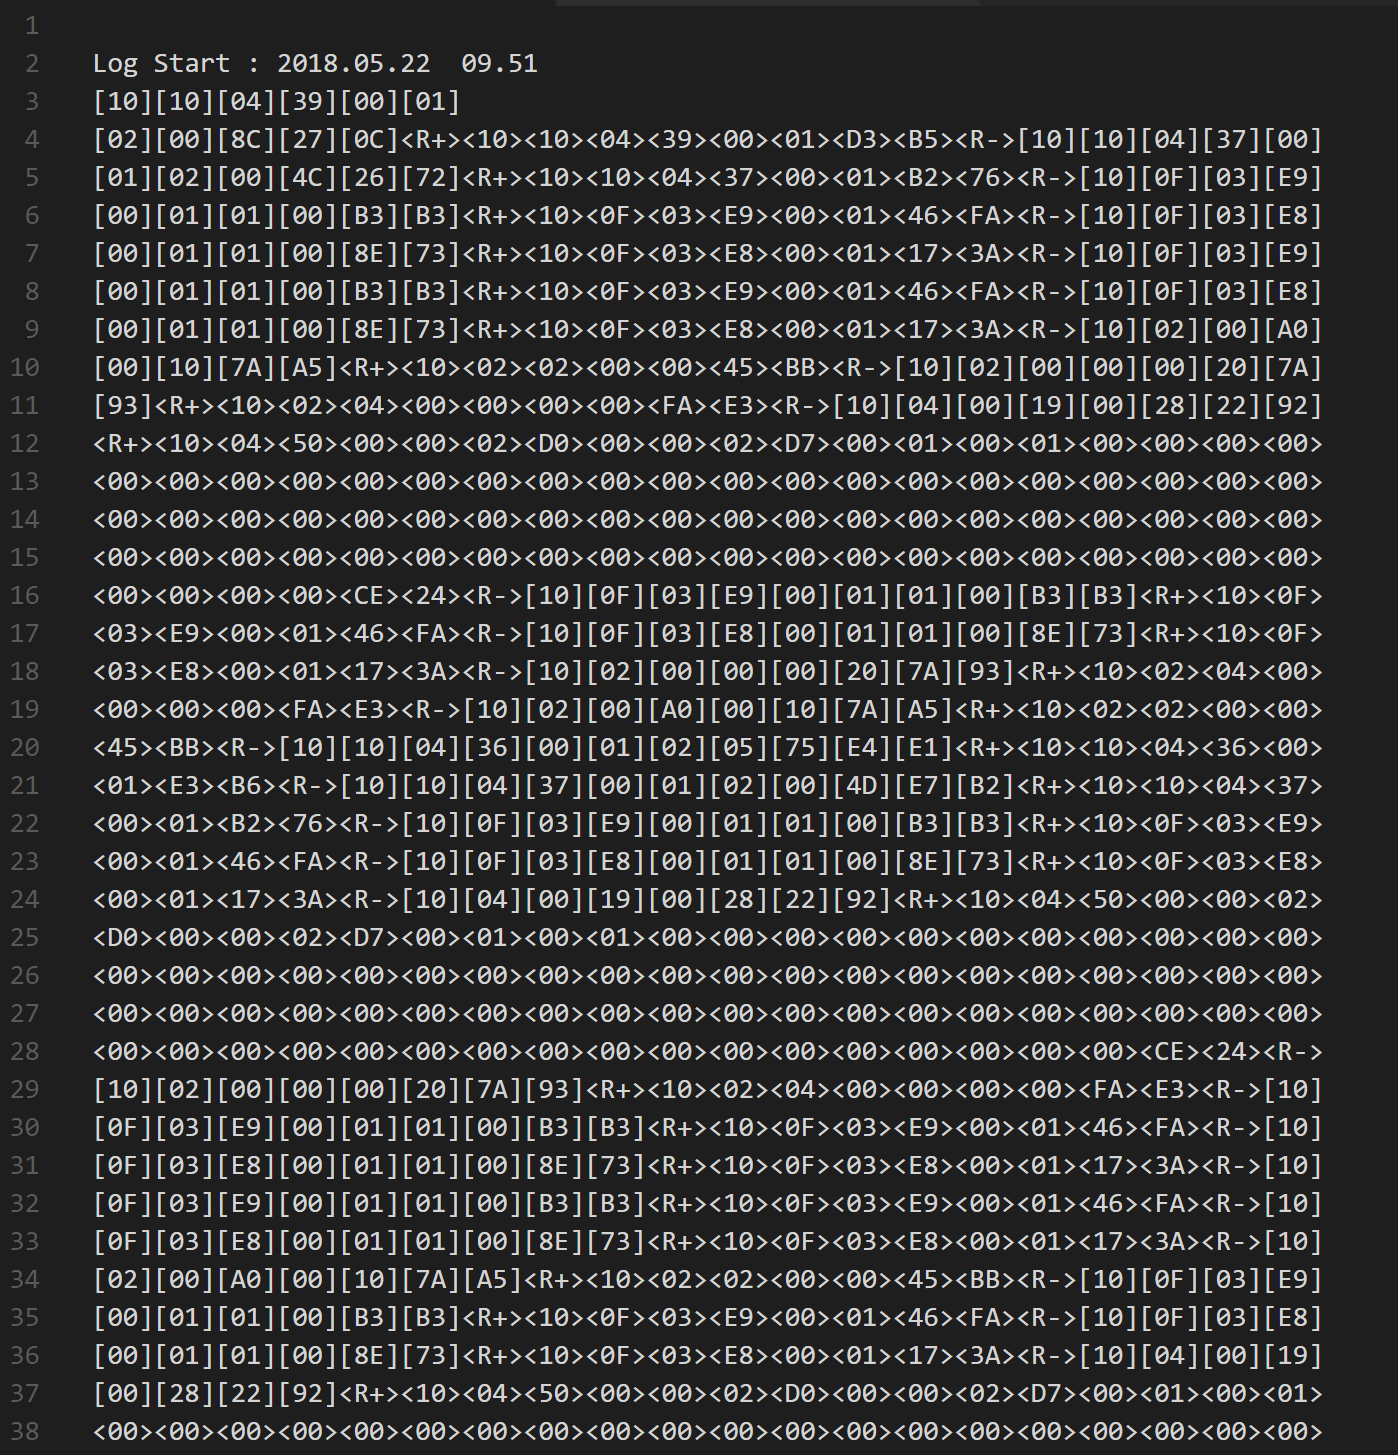 1
2 Log Start : 2018.05.22  09.51
3 [10][10][04][39][00][01]
4 [02][00][8C][27][0C]<R+><10><10><04><39><00><01><D3><B5><R->[10][10][04][37][00]
5 [01][02][00][4C][26][72]<R+><10><10><04><37><00><01><B2><76><R->[10][0F][03][E9]
6 [00][01][01][00][B3][B3]<R+><10><0F><03><E9><00><01><46><FA><R->[10][0F][03][E8]
7 [00][01][01][00][8E][73]<R+><10><0F><03><E8><00><01><17><3A><R->[10][0F][03][E9]
8 [00][01][01][00][B3][B3]<R+><10><0F><03><E9><00><01><46><FA><R->[10][0F][03][E8]
9 [00][01][01][00][8E][73]<R+><10><0F><03><E8><00><01><17><3A><R->[10][02][00][A0]
10 [00][10][7A][A5]<R+><10><02><02><00><00><45><BB><R->[10][02][00][00][00][20][7A]
11 [93]<R+><10><02><04><00><00><00><00><FA><E3><R->[10][04][00][19][00][28][22][92]
12 <R+><10><04><50><00><00><02><D0><00><00><02><D7><00><01><00><01><00><00><00><00>
13 <00><00><00><00><00><00><00><00><00><00><00><00><00><00><00><00><00><00><00><00>
14 <00><00><00><00><00><00><00><00><00><00><00><00><00><00><00><00><00><00><00><00>
15 <00><00><00><00><00><00><00><00><00><00><00><00><00><00><00><00><00><00><00><00>
16 <00><00><00><00><CE><24><R->[10][0F][03][E9][00][01][01][00][B3][B3]<R+><10><0F>
17 <03><E9><00><01><46><FA><R->[10][0F][03][E8][00][01][01][00][8E][73]<R+><10><0F>
18 <03><E8><00><01><17><3A><R->[10][02][00][00][00][20][7A][93]<R+><10><02><04><00>
19 <00><00><00><FA><E3><R->[10][02][00][A0][00][10][7A][A5]<R+><10><02><02><00><00>
20 <45><BB><R->[10][10][04][36][00][01][02][05][75][E4][E1]<R+><10><10><04><36><00>
21 <01><E3><B6><R->[10][10][04][37][00][01][02][00][4D][E7][B2]<R+><10><10><04><37>
22 <00><01><B2><76><R->[10][0F][03][E9][00][01][01][00][B3][B3]<R+><10><0F><03><E9>
23 <00><01><46><FA><R->[10][0F][03][E8][00][01][01][00][8E][73]<R+><10><0F><03><E8>
24 <00><01><17><3A><R->[10][04][00][19][00][28][22][92]<R+><10><04><50><00><00><02>
25 <D0><00><00><02><D7><00><01><00><01><00><00><00><00><00><00><00><00><00><00><00>
26 <00><00><00><00><00><00><00><00><00><00><00><00><00><00><00><00><00><00><00><00>
27 <00><00><00><00><00><00><00><00><00><00><00><00><00><00><00><00><00><00><00><00>
28 <00><00><00><00><00><00><00><00><00><00><00><00><00><00><00><00><00><CE><24><R->
29 [10][02][00][00][00][20][7A][93]<R+><10><02><04><00><00><00><00><FA><E3><R->[10]
30 [0F][03][E9][00][01][01][00][B3][B3]<R+><10><0F><03><E9><00><01><46><FA><R->[10]
31 [0F][03][E8][00][01][01][00][8E][73]<R+><10><0F><03><E8><00><01><17><3A><R->[10]
32 [0F][03][E9][00][01][01][00][B3][B3]<R+><10><0F><03><E9><00><01><46><FA><R->[10]
33 [0F][03][E8][00][01][01][00][8E][73]<R+><10><0F><03><E8><00><01><17><3A><R->[10]
34 [02][00][A0][00][10][7A][A5]<R+><10><02><02><00><00><45><BB><R->[10][0F][03][E9]
35 [00][01][01][00][B3][B3]<R+><10><0F><03><E9><00><01><46><FA><R->[10][0F][03][E8]
36 [00][01][01][00][8E][73]<R+><10><0F><03><E8><00><01><17><3A><R->[10][04][00][19]
37 [00][28][22][92]<R+><10><04><50><00><00><02><D0><00><00><02><D7><00><01><00><01>
38 <00><00><00><00><00><00><00><00><00><00><00><00><00><00><00><00><00><00><00><00>